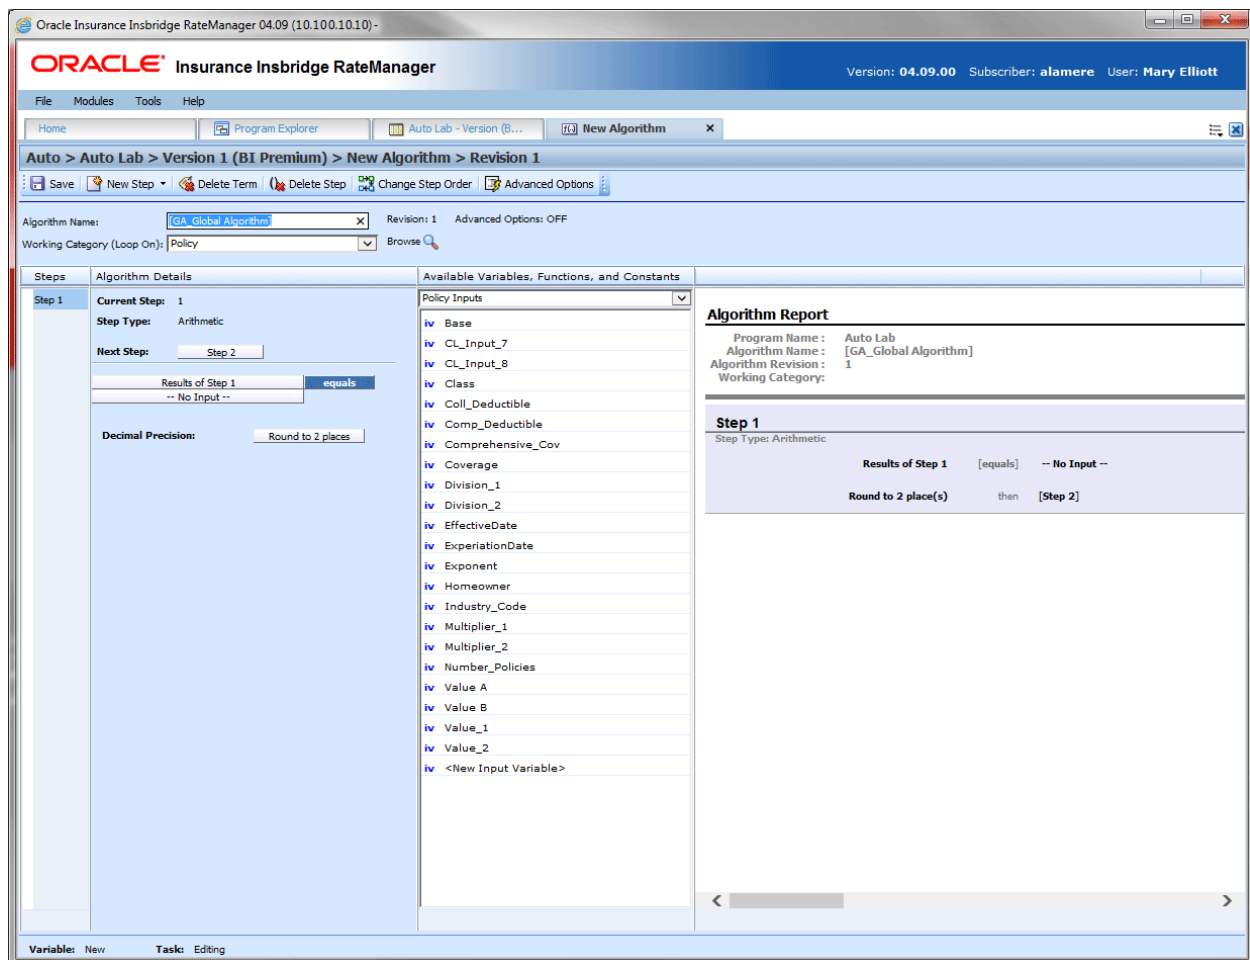 Oracle Insurance Insbridge RateManager 04.09 (10.100.10.10) -
ORACLE Insurance Insbridge RateManager
Version: 04.09.00 Subscriber: alamere User: Mary Elliott
File Modules Tools Help
Home Program Explorer Auto Lab - Version (B... f(x) New Algorithm
Auto > Auto Lab > Version 1 (BI Premium) > New Algorithm > Revision 1
Save New Step Delete Term Delete Step Change Step Order Advanced Options
Algorithm Name: [GA_Global Algorithm] Revision: 1 Advanced Options: OFF
Working Category (Loop On): Policy Browse
Steps Algorithm Details Available Variables, Functions, and Constants
Step 1
Current Step: 1
Step Type: Arithmetic
Next Step: Step 2
Results of Step 1 equals
-- No Input --
Decimal Precision: Round to 2 places
Policy Inputs
iv Base
iv CL_Input_7
iv CL_Input_8
iv Class
iv Coll_Deductible
iv Comp_Deductible
iv Comprehensive_Cov
iv Coverage
iv Division_1
iv Division_2
iv EffectiveDate
iv ExperiationDate
iv Exponent
iv Homeowner
iv Industry_Code
iv Multiplier_1
iv Multiplier_2
iv Number_Policies
iv Value A
iv Value B
iv Value_1
iv Value_2
iv <New Input Variable>
Algorithm Report
Program Name : Auto Lab
Algorithm Name : [GA_Global Algorithm]
Algorithm Revision : 1
Working Category:
Step 1
Step Type: Arithmetic
Results of Step 1 [equals] -- No Input --
Round to 2 place(s) then [Step 2]
Variable: New Task: Editing